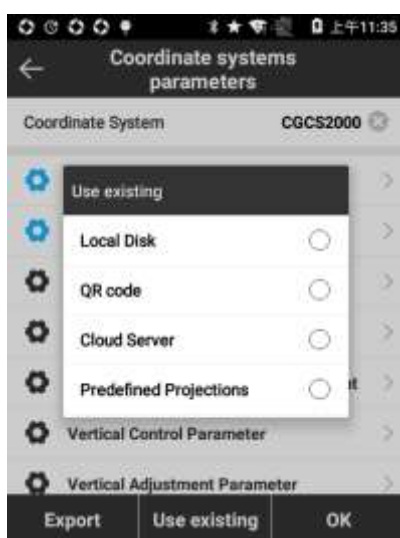 上午11:35
Coordinate systems
parameters
Coordinate System CGCS2000
Use existing
Local Disk
QR code
Cloud Server
Predefined Projections
Vertical Control Parameter
Vertical Adjustment Parameter
Export Use existing OK